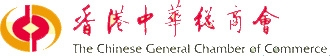 香港中華總商會
The Chinese General Chamber of Commerce